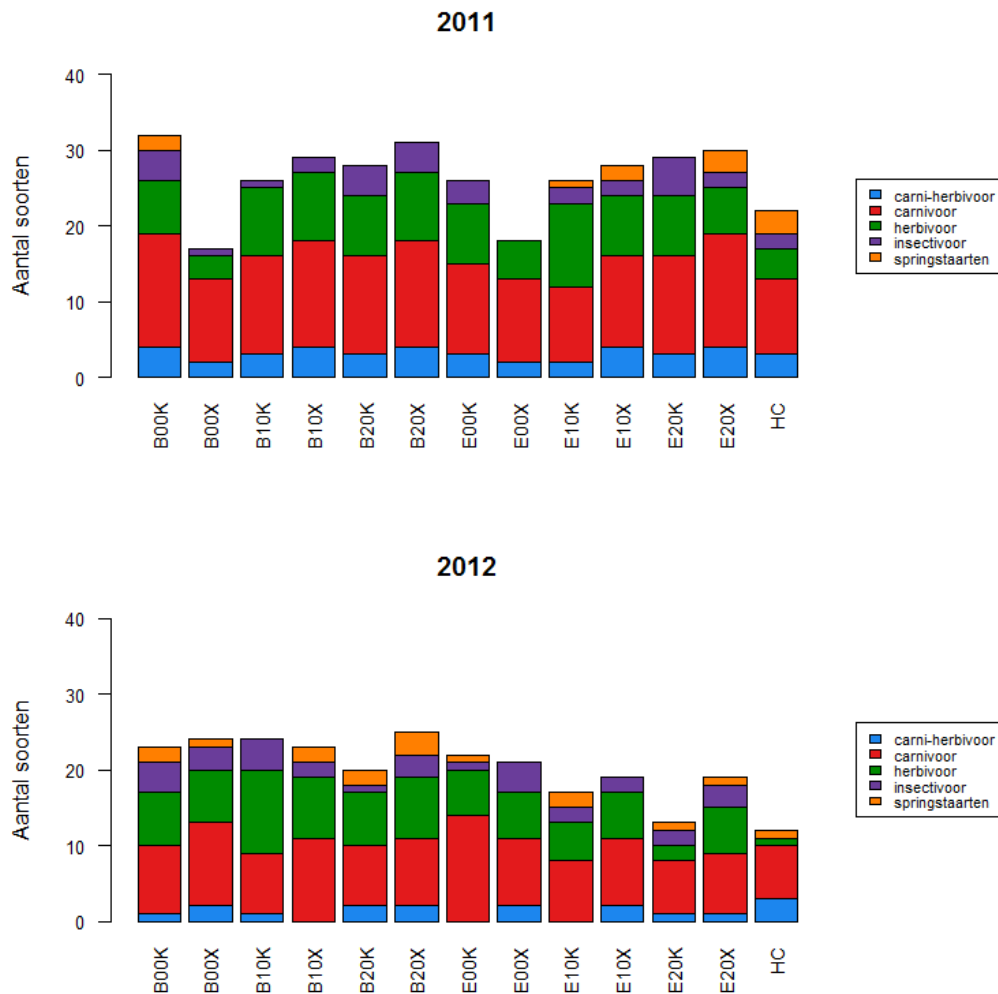 2011
Aantal soorten
40
30
20
10
0
B00K
B00X
B10K
B10X
B20K
B20X
E00K
E00X
E10K
E10X
E20K
E20X
HC
carni-herbivoor
carnivoor
herbivoor
insectivoor
springstaarten
2012
Aantal soorten
40
30
20
10
0
B00K
B00X
B10K
B10X
B20K
B20X
E00K
E00X
E10K
E10X
E20K
E20X
HC
carni-herbivoor
carnivoor
herbivoor
insectivoor
springstaarten